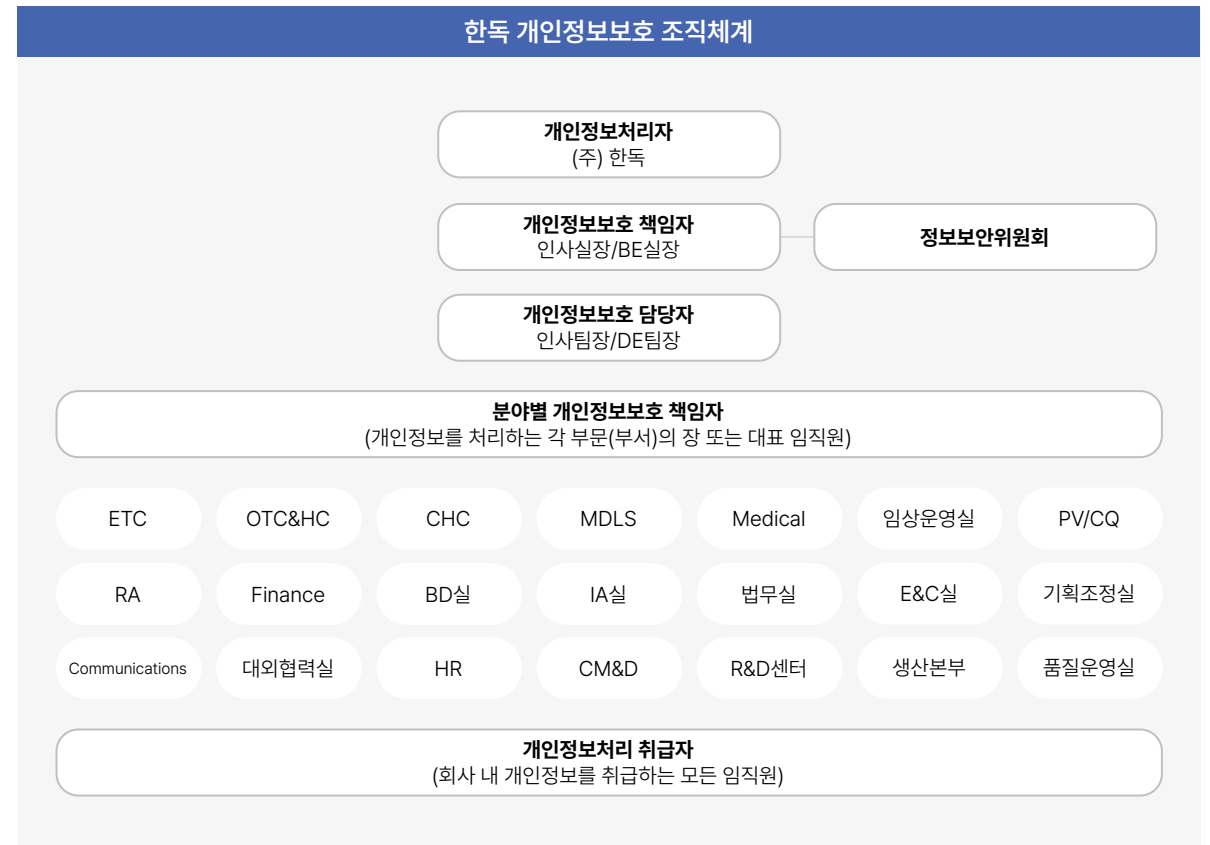 한독 개인정보보호 조직체계
개인정보처리자
(주) 한독
개인정보보호 책임자
인사실장/BE실장
정보보안위원회
개인정보보호 담당자
인사팀장/DE팀장
분야별 개인정보보호 책임자
(개인정보를 처리하는 각 부문(부서)의 장 또는 대표 임직원)
ETC
OTC&HC
CHC
MDLS
Medical
임상운영실
PV/CQ
RA
Finance
BD실
IA실
법무실
E&C실
기획조정실
Communications
대외협력실
HR
CM&D
R&D센터
생산본부
품질운영실
개인정보처리 취급자
(회사 내 개인정보를 취급하는 모든 임직원)